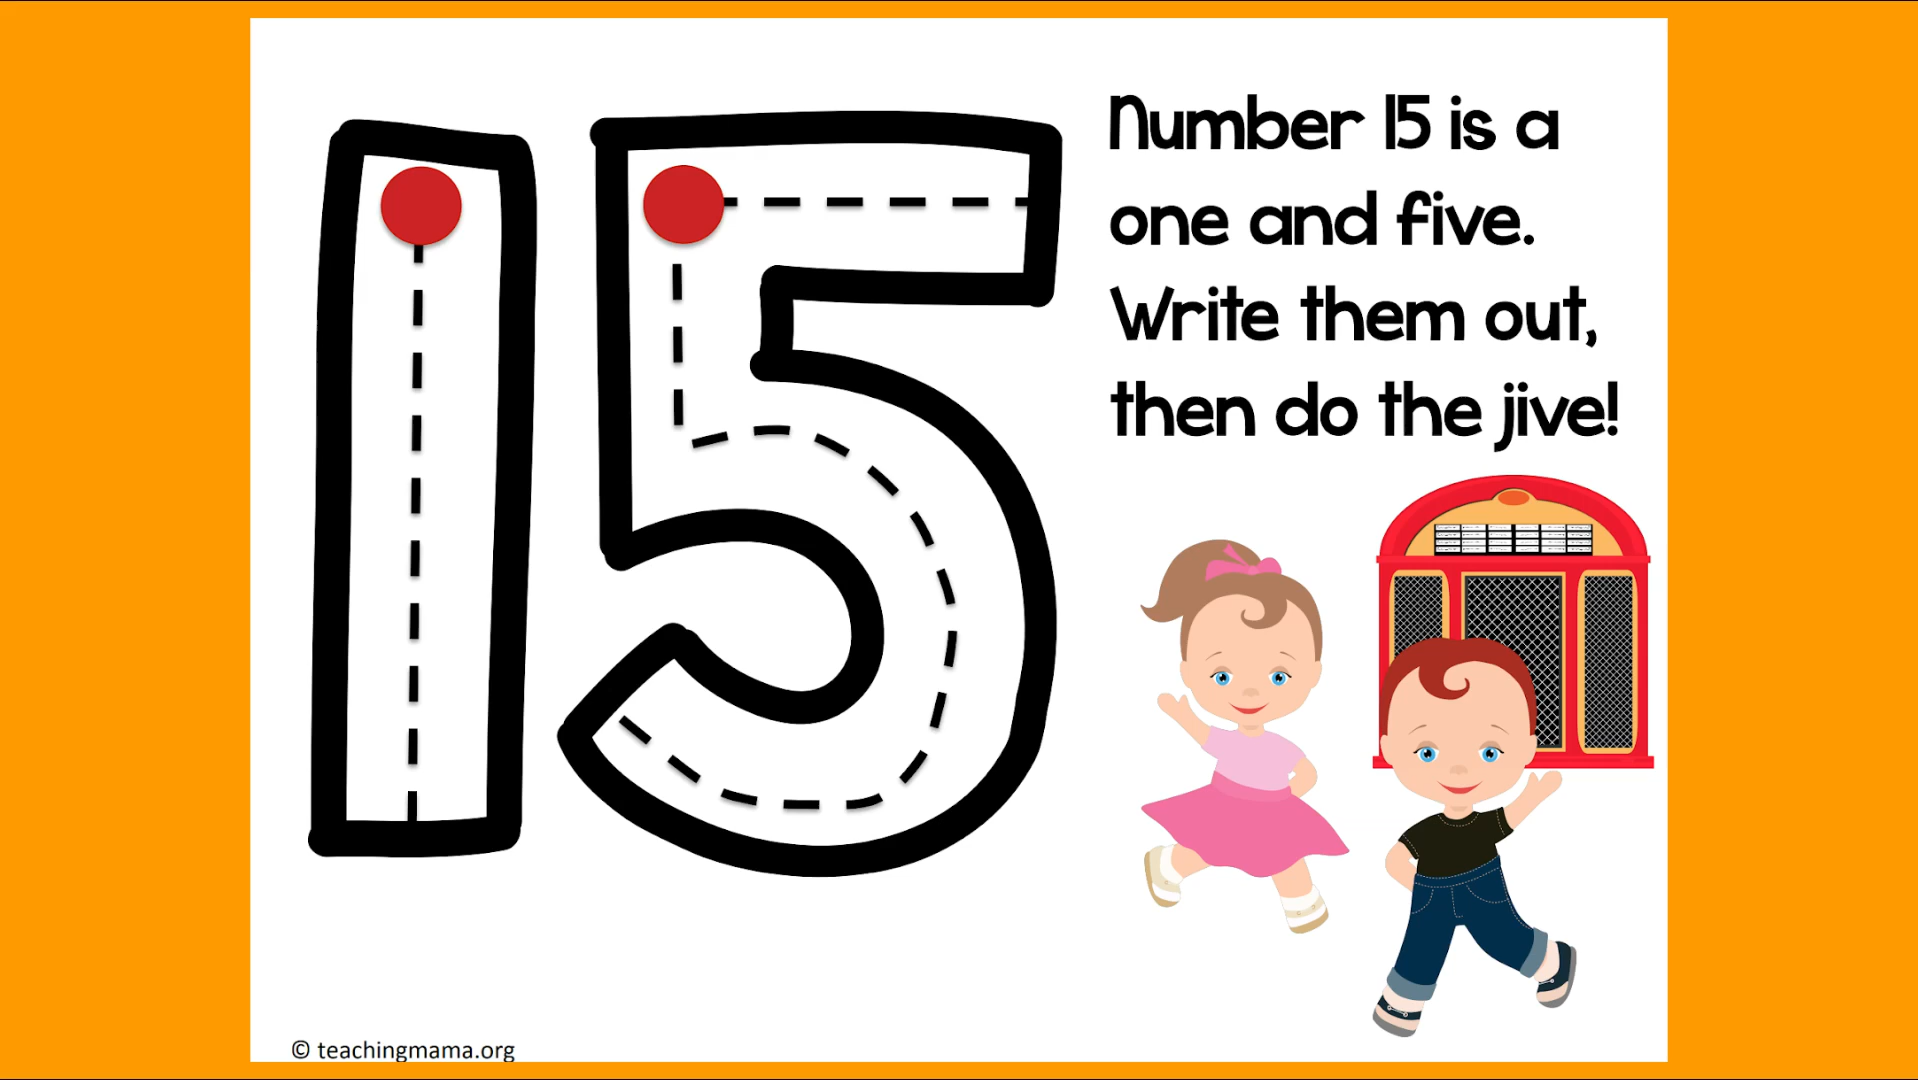 15
Number 15 is a
one and five.
Write them out,
then do the jive!
© teachingmama.org